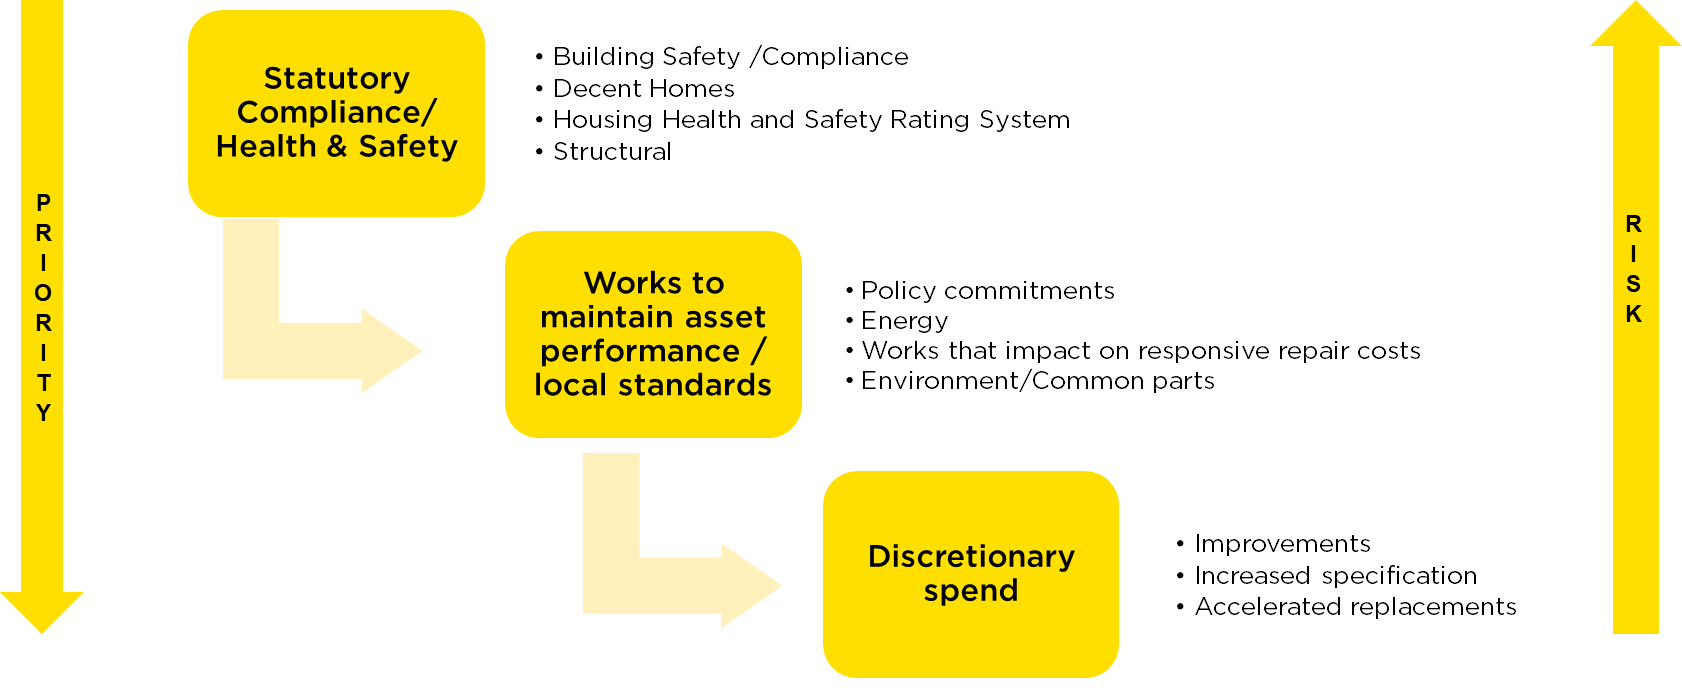 PRIORITY
Statutory
Compliance/
Health & Safety
• Building Safety /Compliance
• Decent Homes
• Housing Health and Safety Rating System
• Structural
RISK
Works to
maintain asset
performance /
local standards
• Policy commitments
• Energy
• Works that impact on responsive repair costs
• Environment/Common parts
Discretionary
spend
• Improvements
• Increased specification
• Accelerated replacements